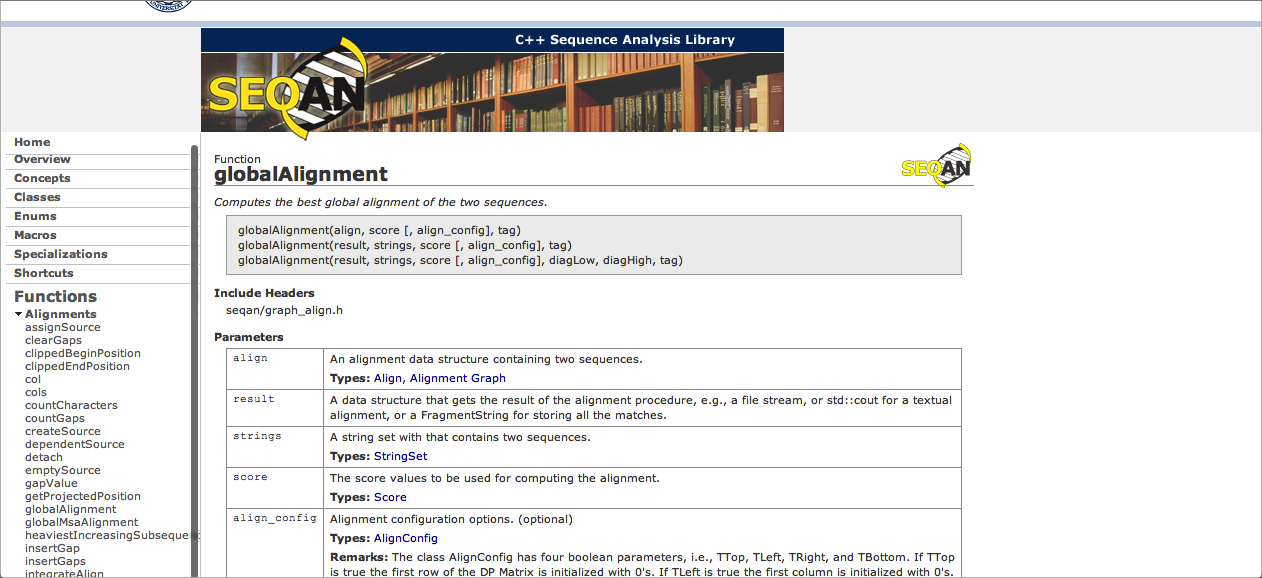 UNIVERSITÄT
C++ Sequence Analysis Library
SEQAN
Home
Overview
Concepts
Classes
Enums
Macros
Specializations
Shortcuts
Functions
Alignments
assignSource
clearGaps
clippedBeginPosition
clippedEndPosition
col
cols
countCharacters
countGaps
createSource
dependentSource
detach
emptySource
gapValue
getProjectedPosition
globalAlignment
globalMsaAlignment
heaviestIncreasingSubseque
insertGap
insertGaps
integrateAlign
Function
globalAlignment
SEQAN
Computes the best global alignment of the two sequences.
globalAlignment(align, score [, align_config], tag)
globalAlignment(result, strings, score [, align_config], tag)
globalAlignment(result, strings, score [, align_config], diagLow, diagHigh, tag)
Include Headers
seqan/graph_align.h
Parameters
align
An alignment data structure containing two sequences.
Types: Align, Alignment Graph
result
A data structure that gets the result of the alignment procedure, e.g., a file stream, or std::cout for a textual
alignment, or a FragmentString for storing all the matches.
strings
A string set with that contains two sequences.
Types: StringSet
score
The score values to be used for computing the alignment.
Types: Score
align_config
Alignment configuration options. (optional)
Types: AlignConfig
Remarks: The class AlignConfig has four boolean parameters, i.e., TTop, TLeft, TRight, and TBottom. If TTop
is true the first row of the DP Matrix is initialized with 0's. If TLeft is true the first column is initialized with 0's.